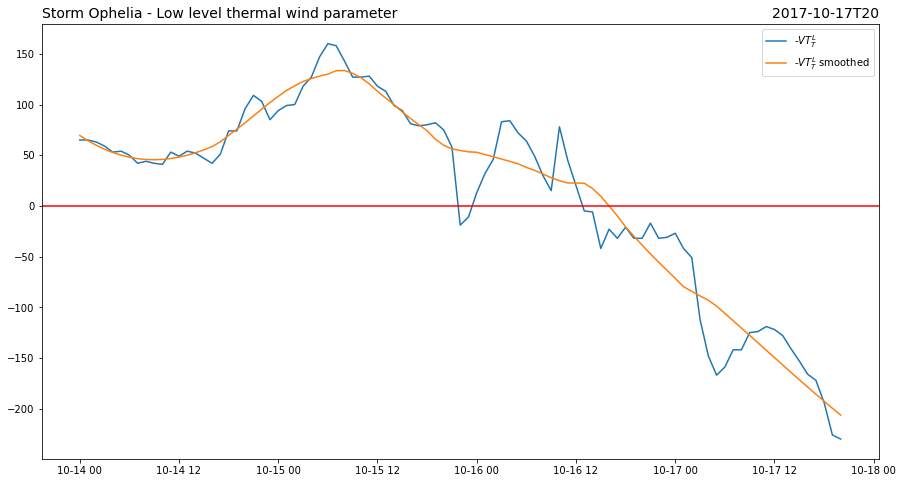 Storm Ophelia - Low level thermal wind parameter
2017-10-17T20
-VT_T^L
-VT_T^L smoothed
150
100
50
0
−50
−100
−150
−200
10-14 00 10-14 12 10-15 00 10-15 12 10-16 00 10-16 12 10-17 00 10-17 12 10-18 00